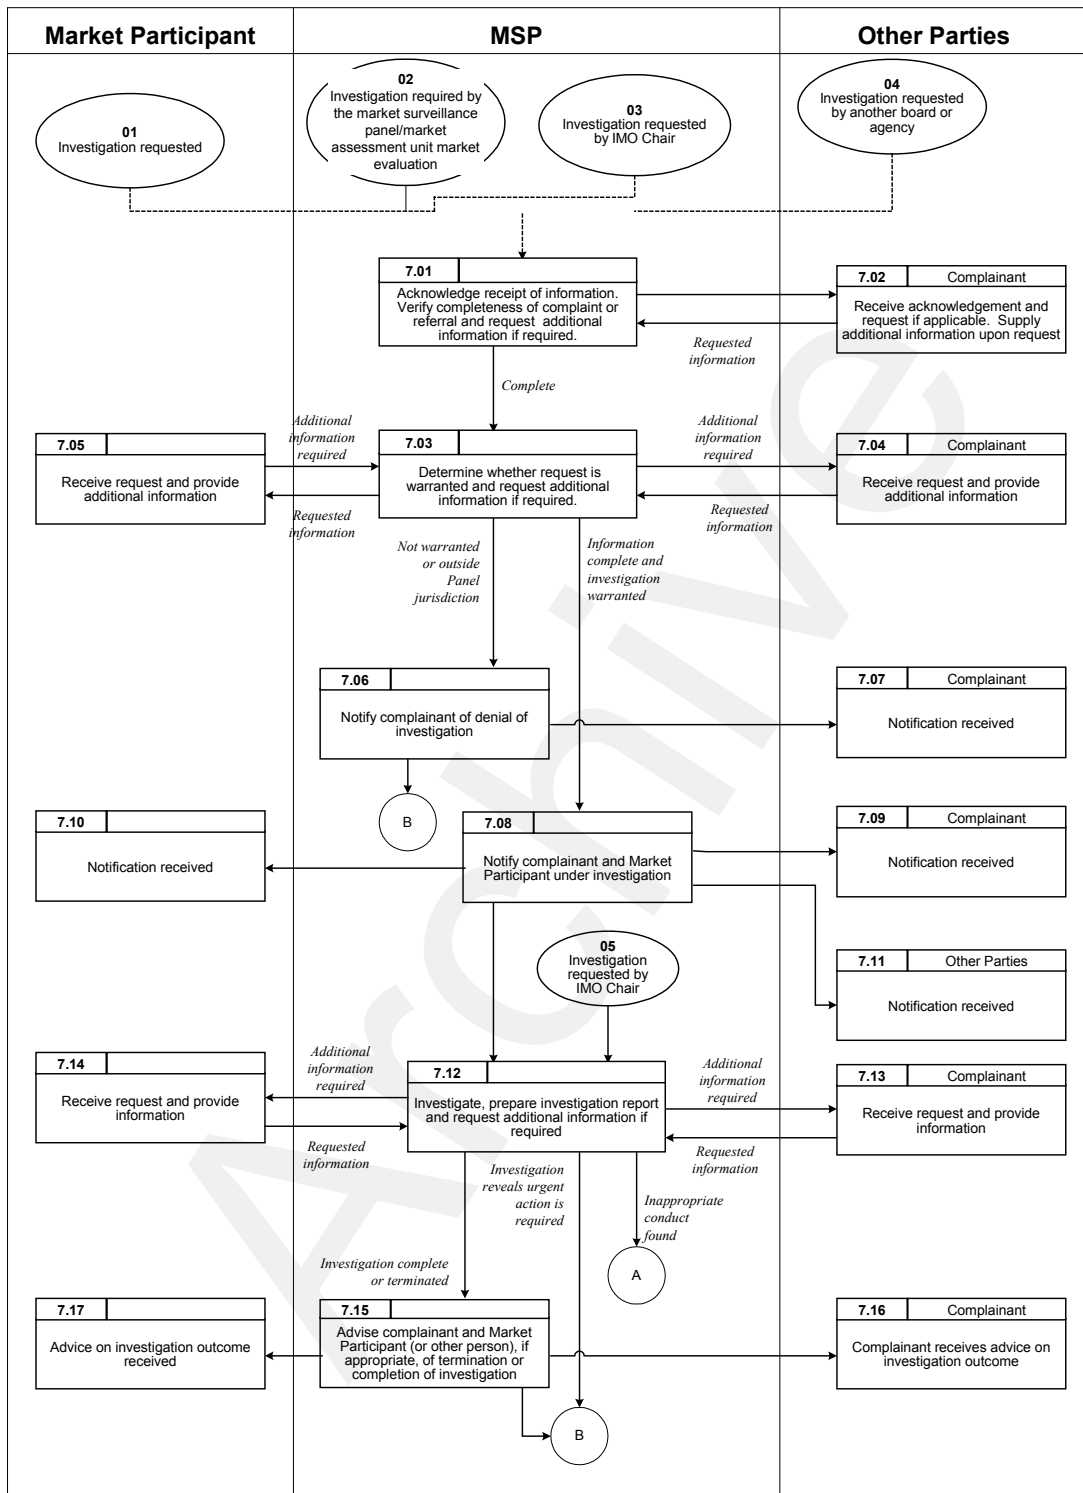 Market Participant
MSP
Other Parties
01
Investigation requested
02
Investigation required by
the market surveillance
panel/market
assessment unit market
evaluation
03
Investigation requested
by IMO Chair
04
Investigation requested
by another board or
agency
7.01
Acknowledge receipt of information.
Verify completeness of complaint or
referral and request additional
information if required.
7.02
Complainant
Receive acknowledgement and
request if applicable. Supply
additional information upon request
Requested
information
Complete
7.05
Receive request and provide
additional information
Additional
information
required
Requested
information
7.03
Determine whether request is
warranted and request additional
information if required.
Additional
information
required
Requested
information
7.04
Complainant
Receive request and provide
additional information
Not warranted
or outside
Panel
jurisdiction
Information
complete and
investigation
warranted
7.06
Notify complainant of denial of
investigation
7.07
Complainant
Notification received
B
7.10
Notification received
7.08
Notify complainant and Market
Participant under investigation
7.09
Complainant
Notification received
05
Investigation
requested by
IMO Chair
7.11
Other Parties
Notification received
7.14
Receive request and provide
information
Additional
information
required
Requested
information
7.12
Investigate, prepare investigation report
and request additional information if
required
Additional
information
required
Requested
information
7.13
Complainant
Receive request and provide
information
Investigation
reveals urgent
action is
required
Inappropriate
conduct
found
A
Investigation complete
or terminated
7.17
Advice on investigation outcome
received
7.15
Advise complainant and Market
Participant (or other person), if
appropriate, of termination or
completion of investigation
7.16
Complainant
Complainant receives advice on
investigation outcome
B
Archive